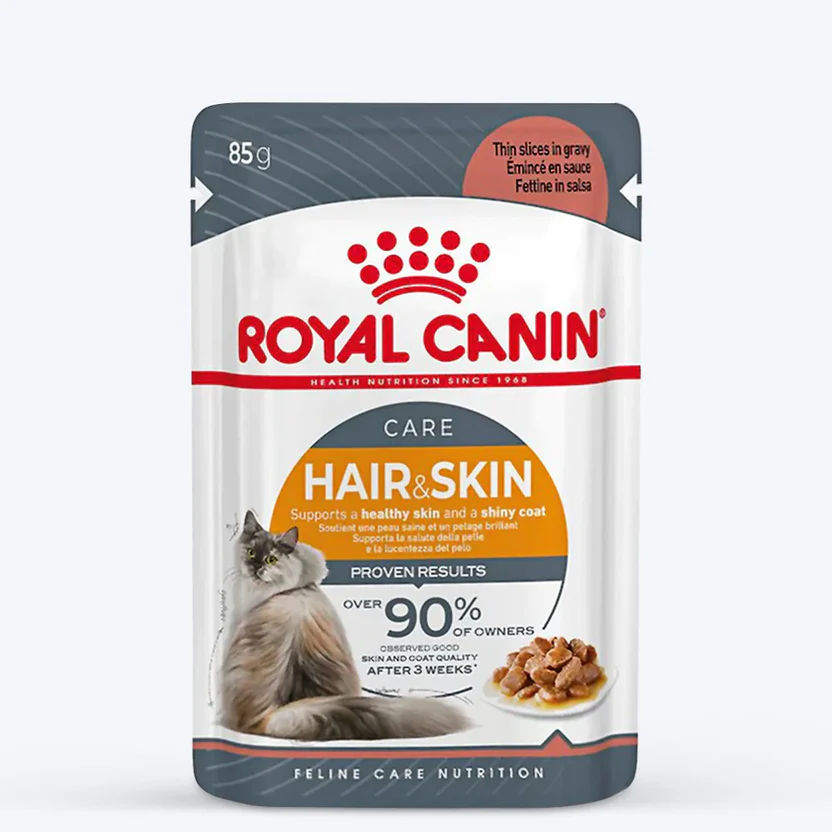 85g
Thin slices in gravy
Émincé en sauce
Fettine in salsa
ROYAL CANIN®
HEALTH NUTRITION SINCE 1968
CARE
HAIR&SKIN
Supports a healthy skin and a shiny coat
Soutient une peau saine et un pelage brillant
Supporta la salute della pelle
e la lucentezza del pelo
PROVEN RESULTS
OVER 90% OF OWNERS
OBSERVED GOOD
SKIN AND COAT QUALITY
AFTER 3 WEEKS*
FELINE CARE NUTRITION